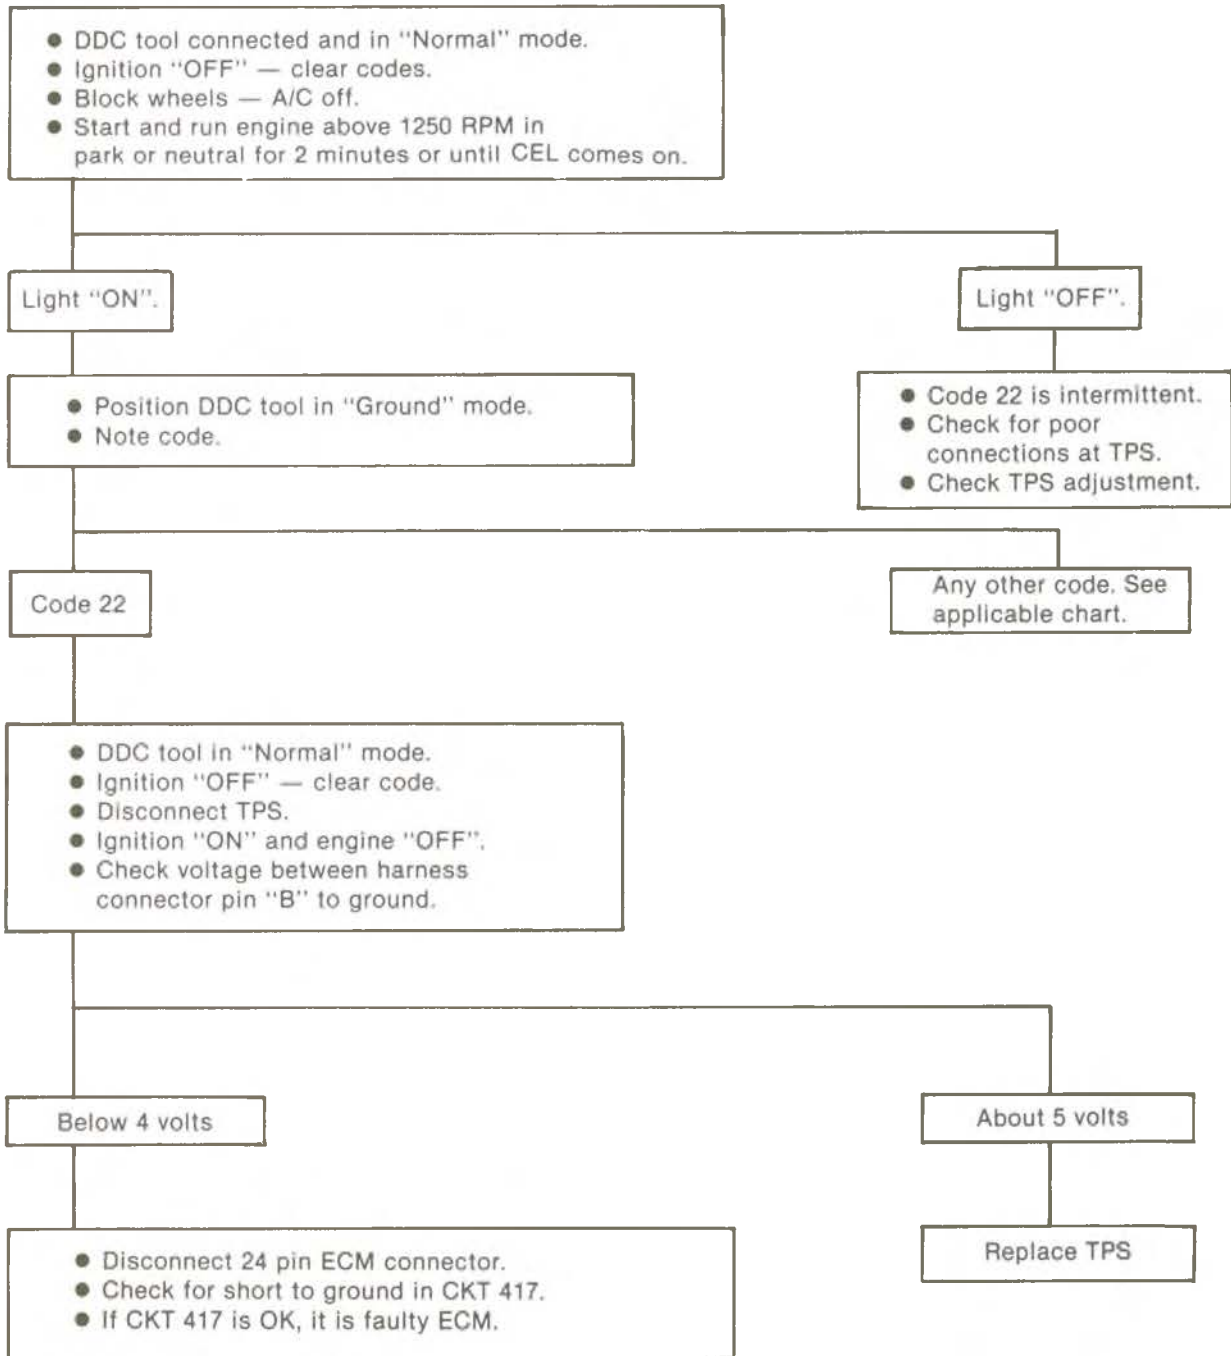 ● DDC tool connected and in "Normal" mode.
● Ignition "OFF" — clear codes.
● Block wheels — A/C off.
● Start and run engine above 1250 RPM in
park or neutral for 2 minutes or until CEL comes on.
Light "ON".
Light "OFF".
● Position DDC tool in "Ground" mode.
● Note code.
● Code 22 is intermittent.
● Check for poor
connections at TPS.
● Check TPS adjustment.
Code 22
Any other code. See
applicable chart.
● DDC tool in "Normal" mode.
● Ignition "OFF" — clear code.
● Disconnect TPS.
● Ignition "ON" and engine "OFF".
● Check voltage between harness
connector pin "B" to ground.
Below 4 volts
About 5 volts
● Disconnect 24 pin ECM connector.
● Check for short to ground in CKT 417.
● If CKT 417 is OK, it is faulty ECM.
Replace TPS